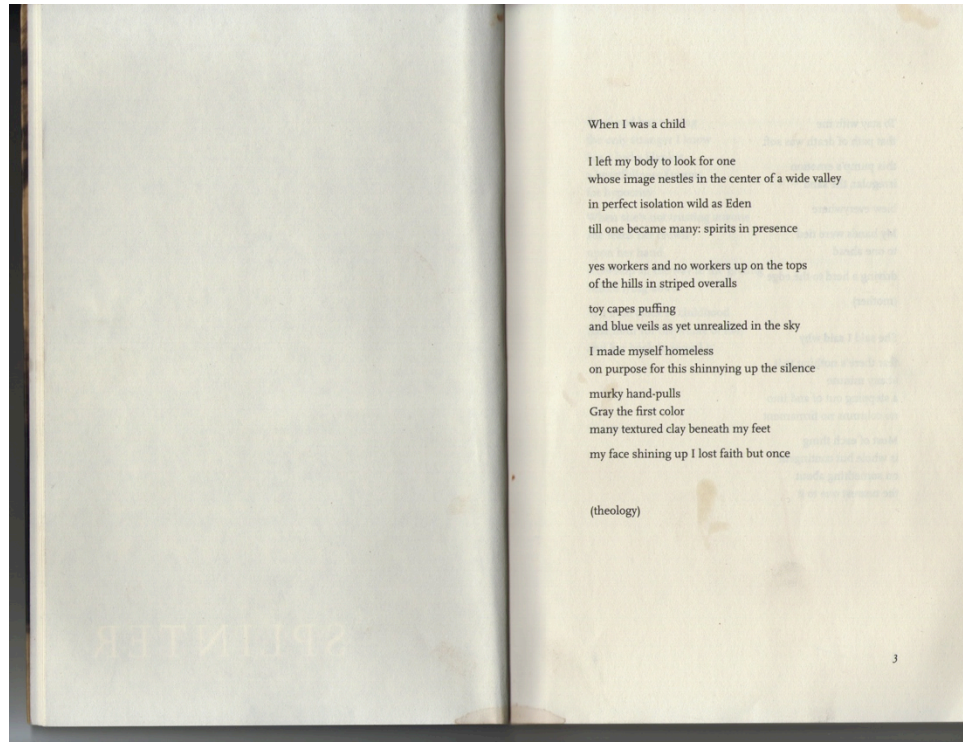 SPLINTER
When I was a child
I left my body to look for one
whose image nestles in the center of a wide valley
in perfect isolation wild as Eden
till one became many: spirits in presence
yes workers and no workers up on the tops
of the hills in striped overalls
toy capes puffing
and blue veils as yet unrealized in the sky
I made myself homeless
on purpose for this shinnying up the silence
murky hand-pulls
Gray the first color
many textured clay beneath my feet
my face shining up I lost faith but once
(theology)
3